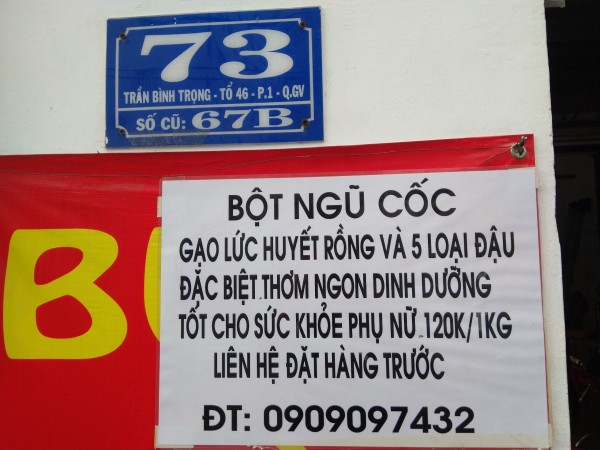 73
TRẦN BÌNH TRỌNG - TỔ 46 - P.1 - Q.GV
SỐ CŨ: 67B
BỘT NGŨ CỐC
GẠO LỨC HUYẾT RỒNG VÀ 5 LOẠI ĐẬU
ĐẶC BIỆT.THƠM NGON DINH DƯỠNG
TỐT CHO SỨC KHỎE PHỤ NỮ .120K/1KG
LIÊN HỆ ĐẶT HÀNG TRƯỚC
ĐT: 0909097432